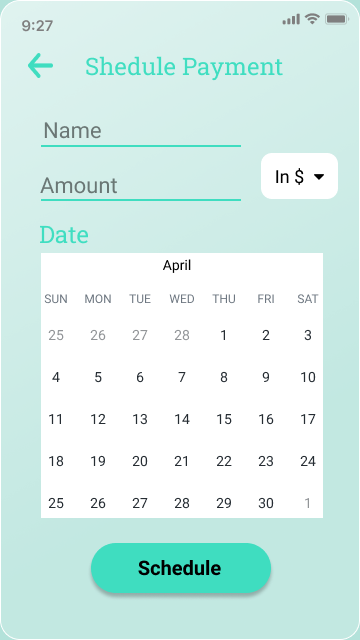 9:27
Shedule Payment
Name
Amount
In $
Date
April
SUN MON TUE WED THU FRI SAT
25 26 27 28 1 2 3
4 5 6 7 8 9 10
11 12 13 14 15 16 17
18 19 20 21 22 23 24
25 26 27 28 29 30 1
Schedule